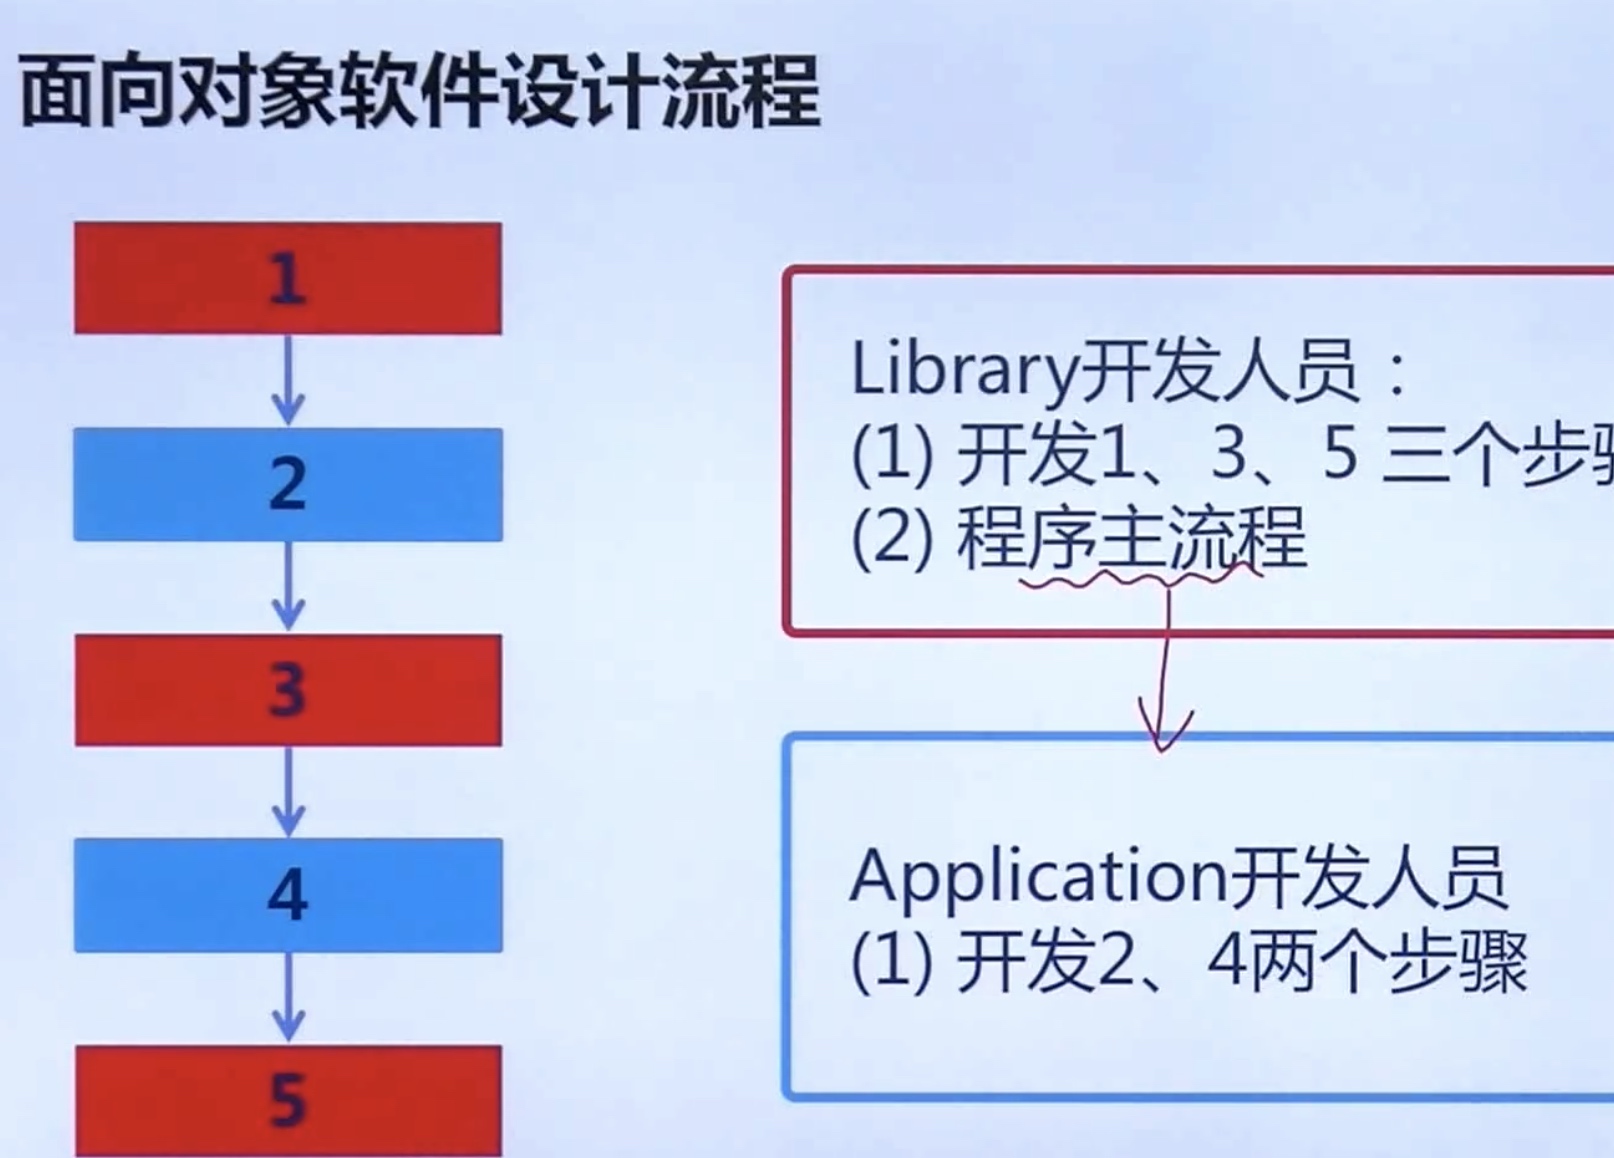 面向对象软件设计流程
1
2
3
4
5
Library开发人员：
(1) 开发1、3、5 三个步骤
(2) 程序主流程
Application开发人员
(1) 开发2、4两个步骤